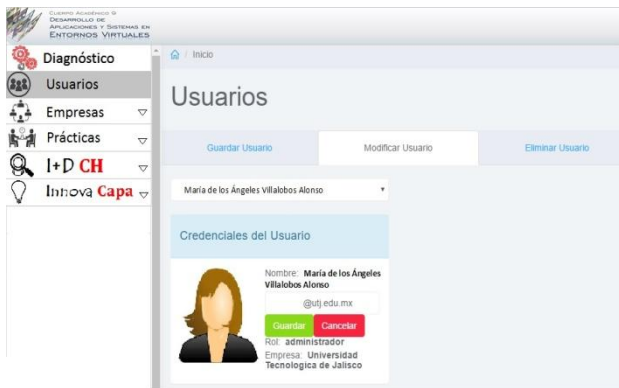 CUERPO ACADÉMICO
DESARROLLO DE
APLICACIONES Y SISTEMAS EN
ENTORNOS VIRTUALES
Diagnóstico
Usuarios
Empresas
Prácticas
I+D CH
Innova Capa
/ Inicio
Usuarios
Guardar Usuario
Modificar Usuario
Eliminar Usuario
María de los Ángeles Villalobos Alonso
Credenciales del Usuario
Nombre: María de los Ángeles
Villalobos Alonso
@utj.edu.mx
Guardar Cancelar
Rol: administrador
Empresa: Universidad
Tecnologica de Jalisco